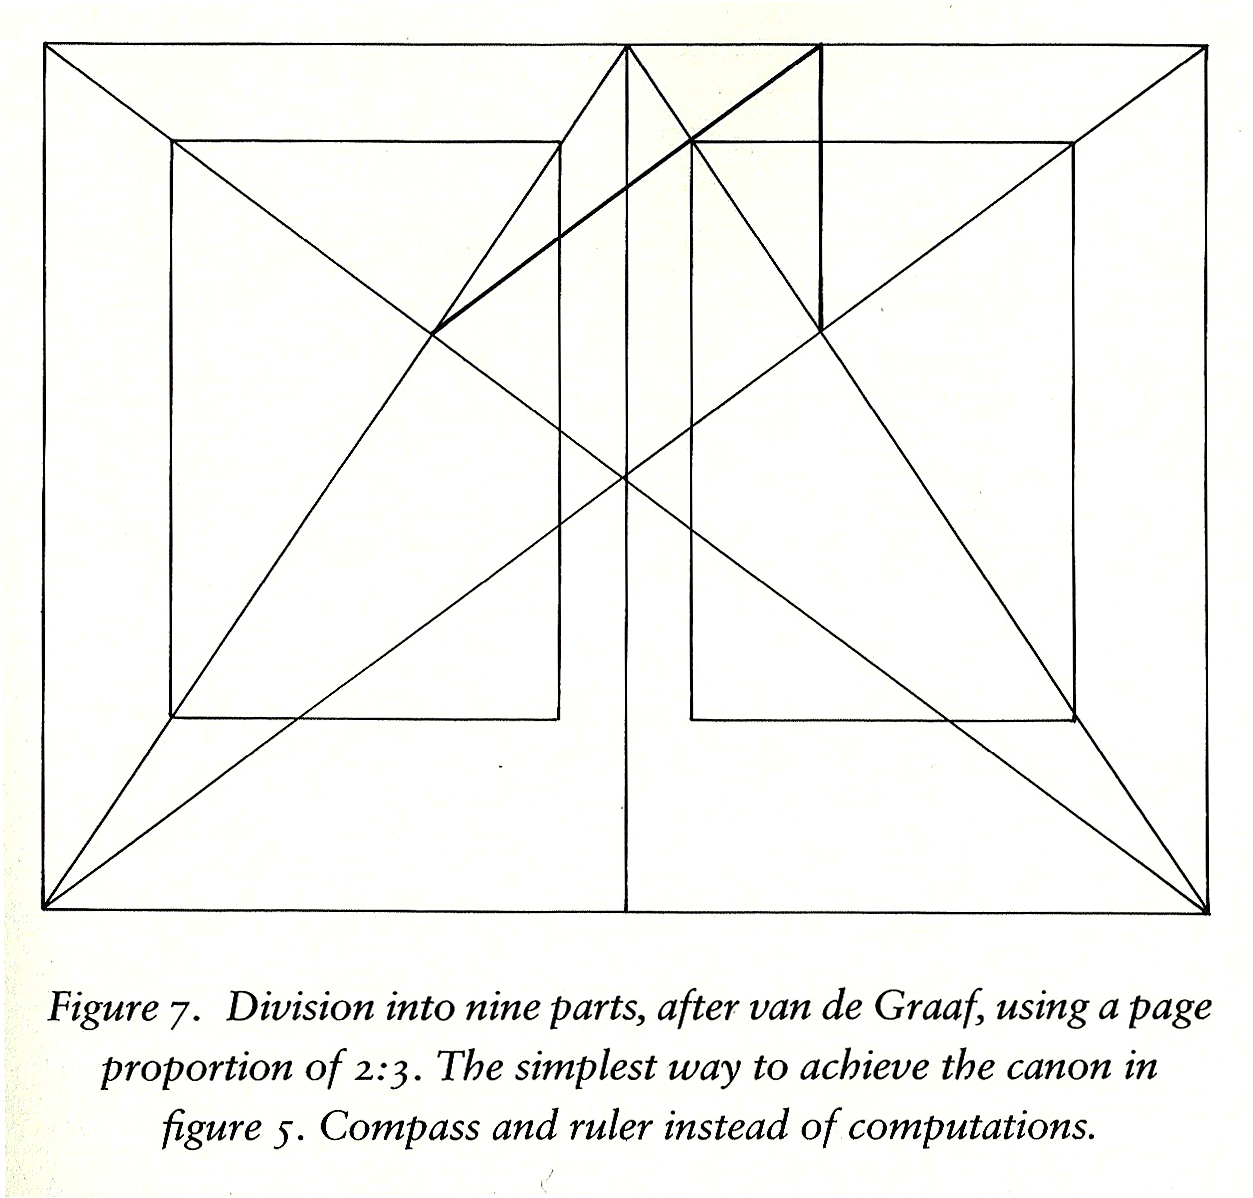 Figure 7. Division into nine parts, after van de Graaf, using a page
proportion of 2:3. The simplest way to achieve the canon in
figure 5. Compass and ruler instead of computations.